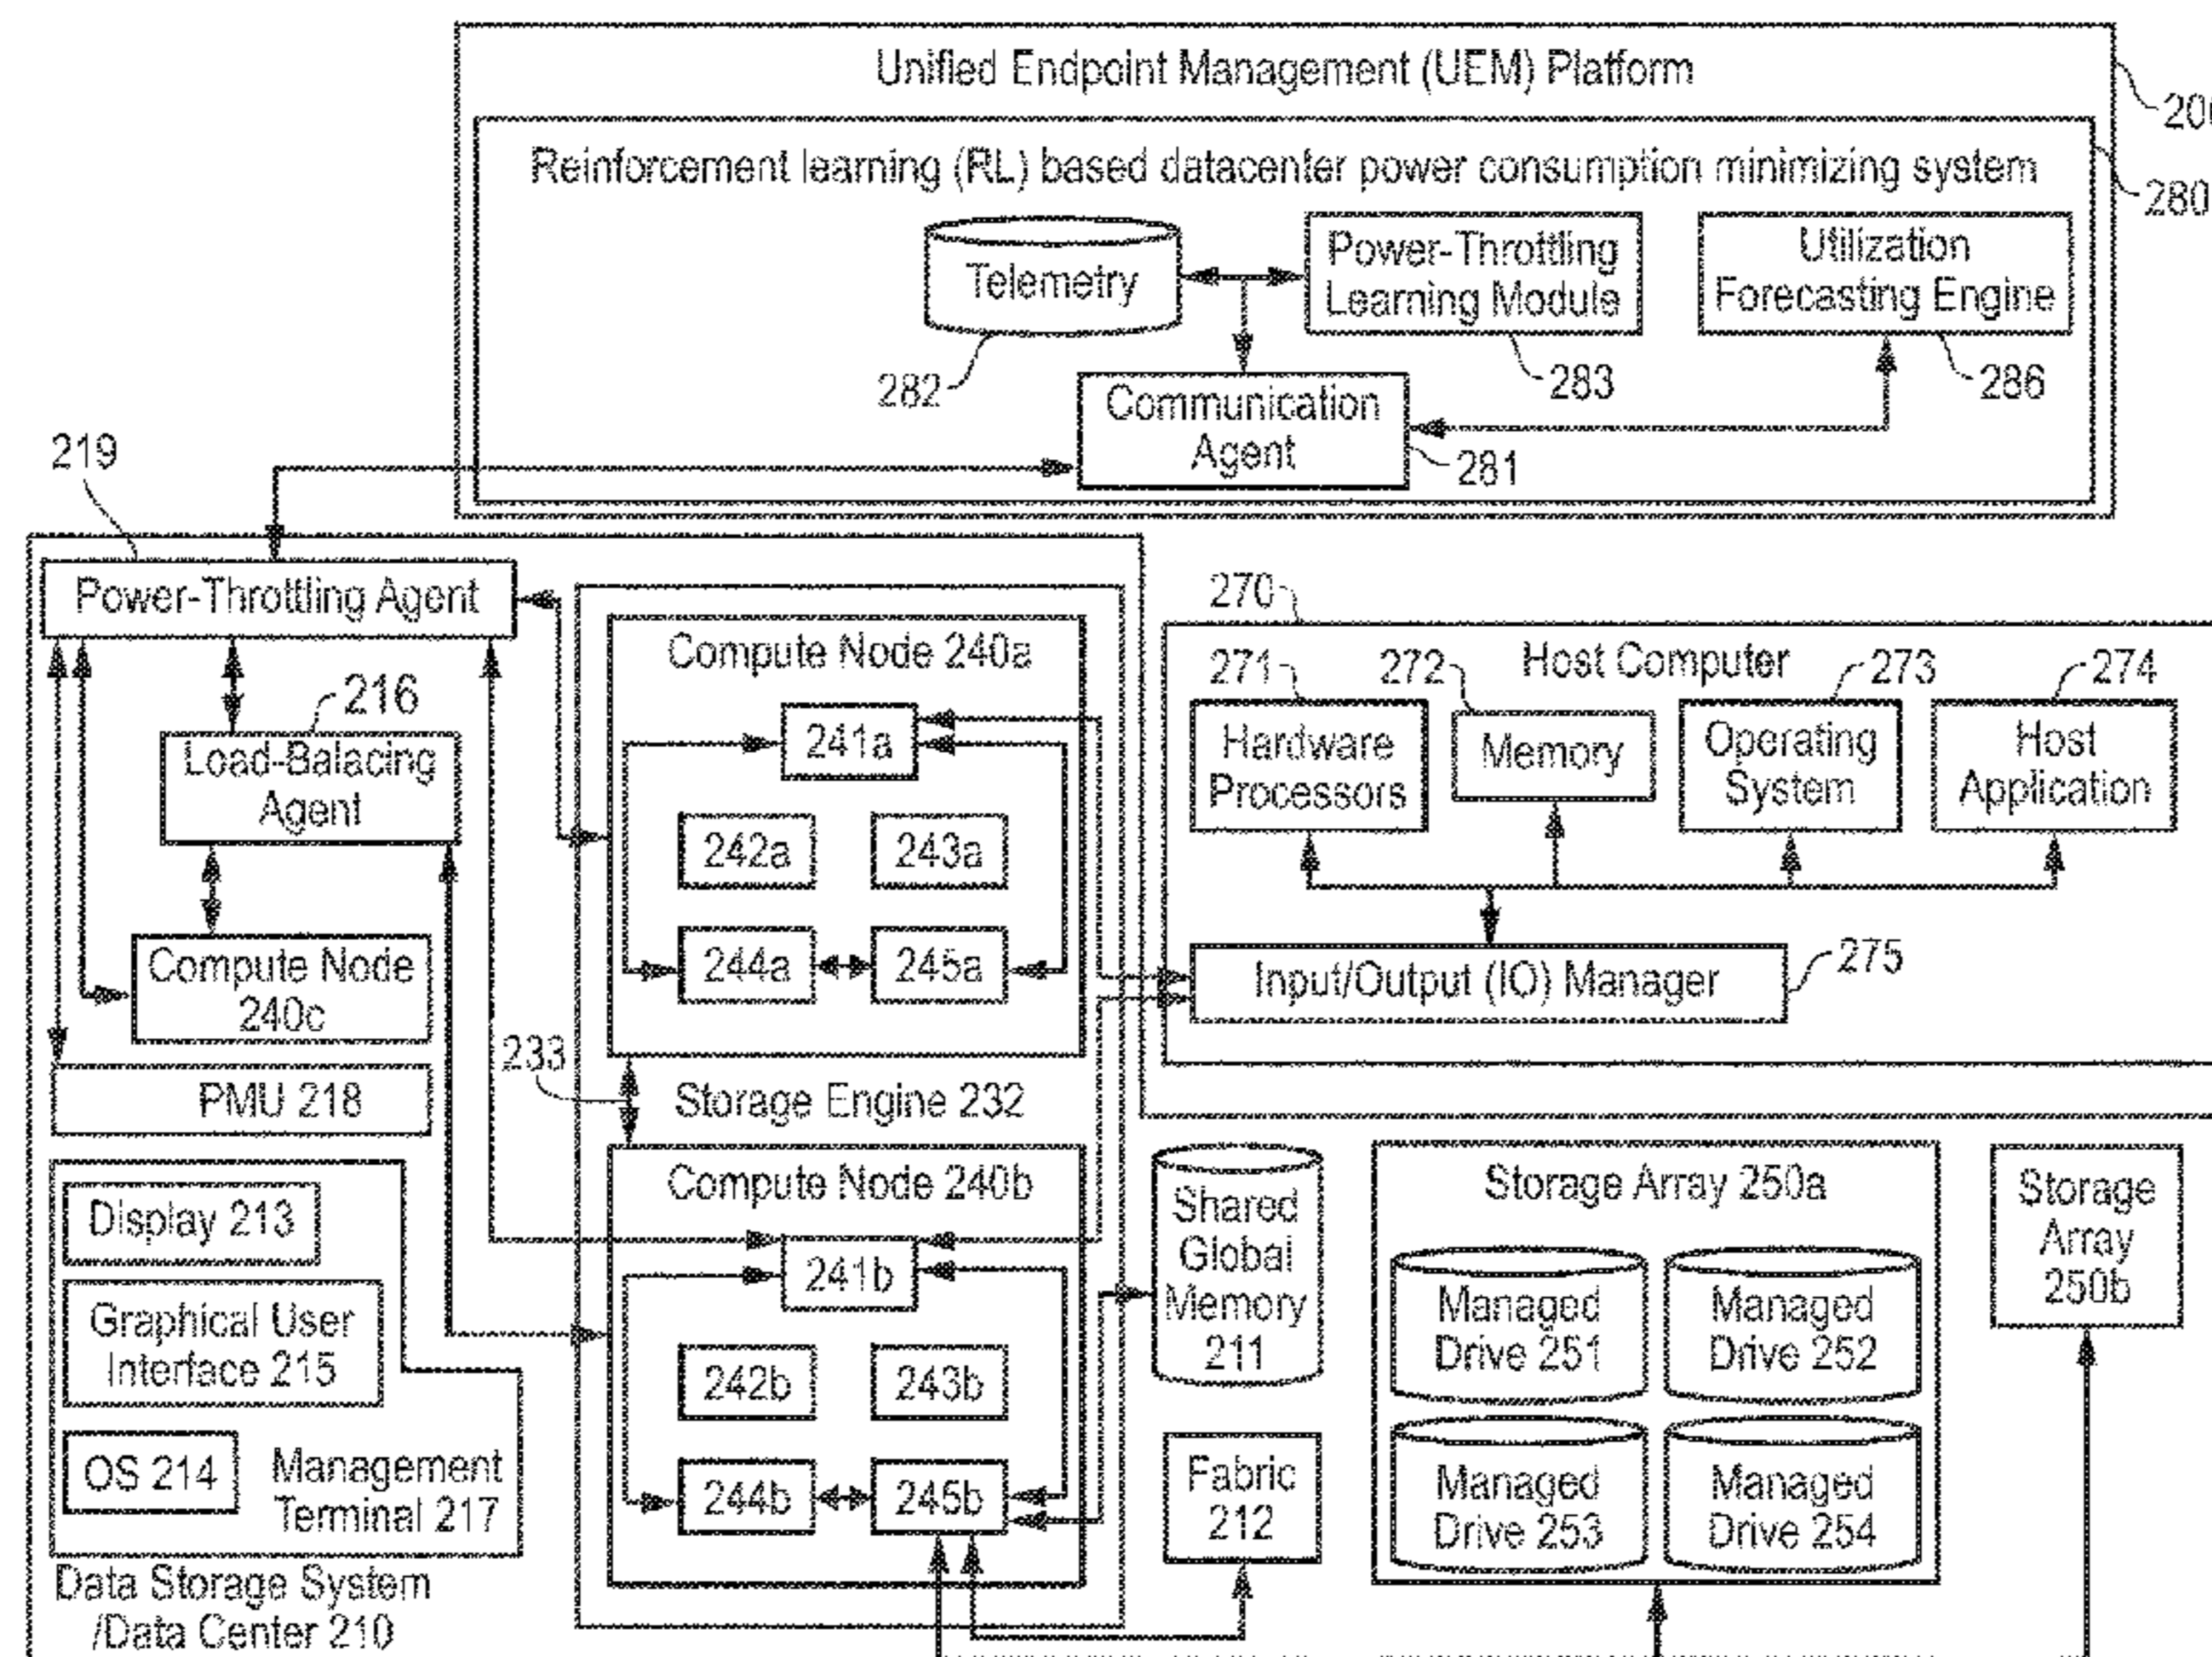 Unified Endpoint Management (UEM) Platform
Reinforcement learning (RL) based datacenter power consumption minimizing system
280
Telemetry
282
Power-Throttling
Learning Module
283
Utilization
Forecasting Engine
286
Communication
Agent
281
219
Power-Throttling Agent
216
Load-Balacing
Agent
Compute Node
240c
PMU 218
Display 213
Graphical User
Interface 215
OS 214
Management
Terminal 217
Data Storage System
/Data Center 210
Compute Node 240a
241a
242a
243a
244a
245a
233
Storage Engine 232
Compute Node 240b
241b
242b
243b
244b
245b
270
Host Computer
271
Hardware
Processors
272
Memory
273
Operating
System
274
Host
Application
Input/Output (IO) Manager
275
Shared
Global
Memory
211
Fabric
212
Storage Array 250a
Managed
Drive 251
Managed
Drive 252
Managed
Drive 253
Managed
Drive 254
Storage
Array
250b